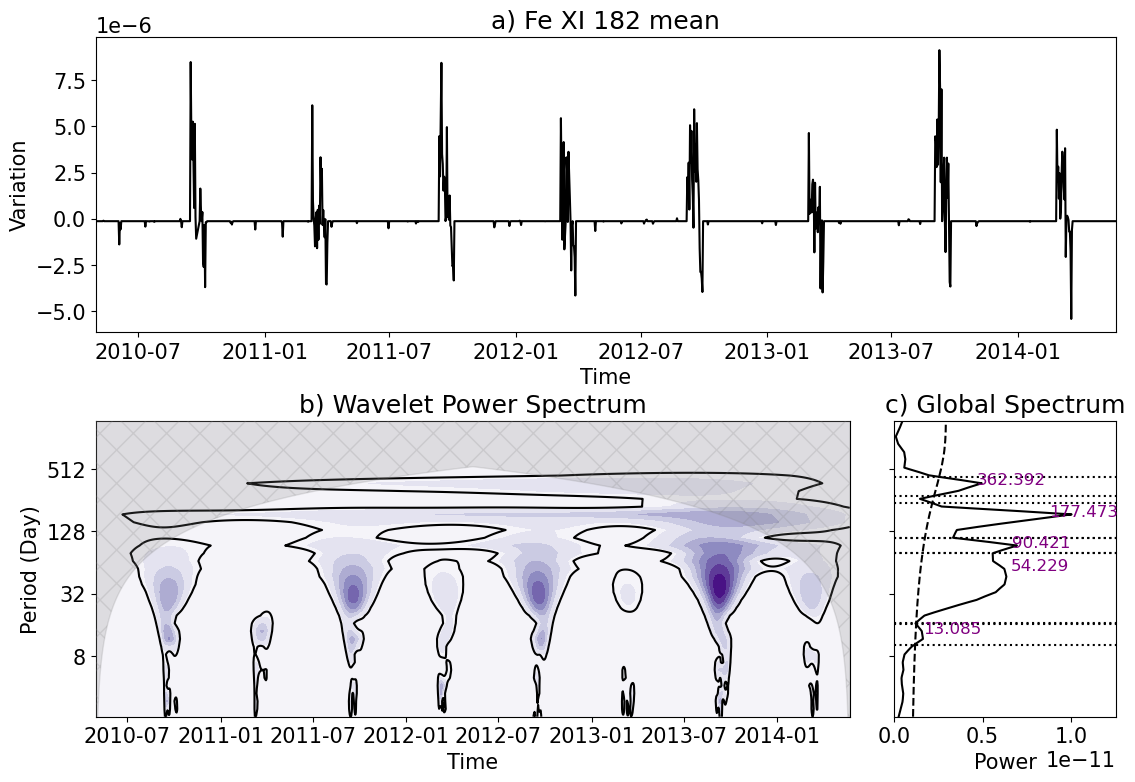 a) Fe XI 182 mean
1e−6
7.5
5.0
2.5
0.0
−2.5
−5.0
Variation
2010-07 2011-01 2011-07 2012-01 2012-07 2013-01 2013-07 2014-01
Time
b) Wavelet Power Spectrum
512
128
32
8
Period (Day)
2010-07 2011-01 2011-07 2012-01 2012-07 2013-01 2013-07 2014-01
Time
c) Global Spectrum
362.392
177.473
90.421
54.229
13.085
0.0 0.5 1.0
Power 1e−11